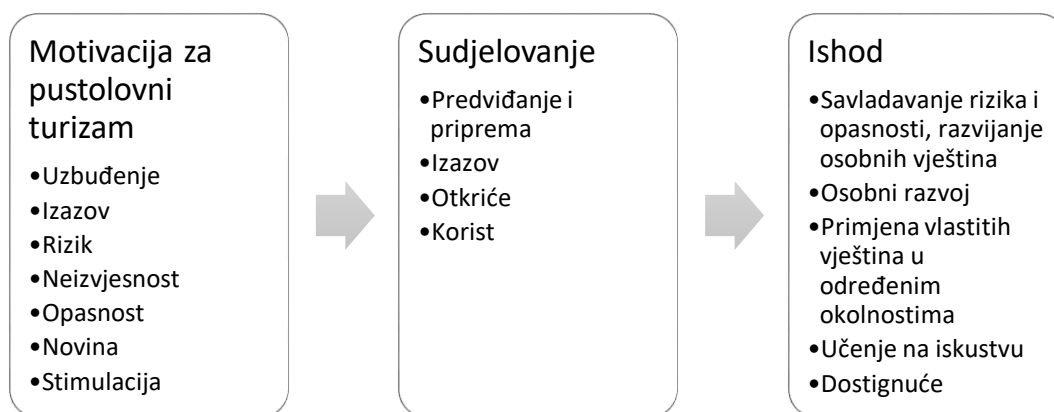 Motivacija za
pustolovni
turizam
•Uzbuđenje
•Izazov
•Rizik
•Neizvjesnost
•Opasnost
•Novina
•Stimulacija
Sudjelovanje
•Predviđanje i
priprema
•Izazov
•Otkriće
•Korist
Ishod
•Savladavanje rizika i
opasnosti, razvijanje
osobnih vještina
•Osobni razvoj
•Primjena vlastitih
vještina u
određenim
okolnostima
•Učenje na iskustvu
•Dostignuće